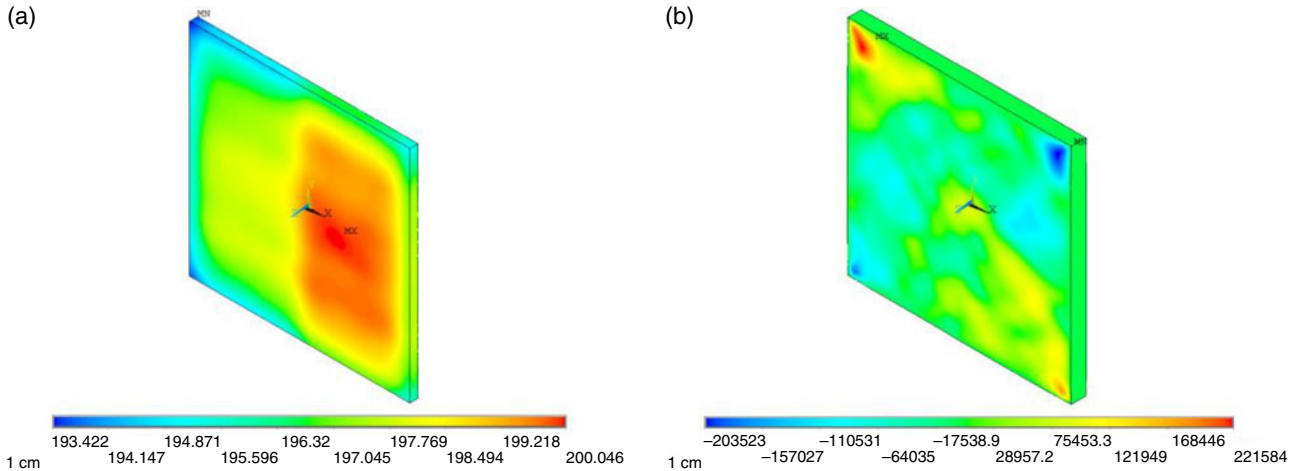 (a)
(b)
MN
MX
Y
X
Z
MX
MN
X
193.422 194.871 196.32 197.769 199.218
194.147 195.596 197.045 198.494 200.046
1 cm
−203523 −110531 −17538.9 75453.3 168446
−157027 −64035 28957.2 121949 221584
1 cm